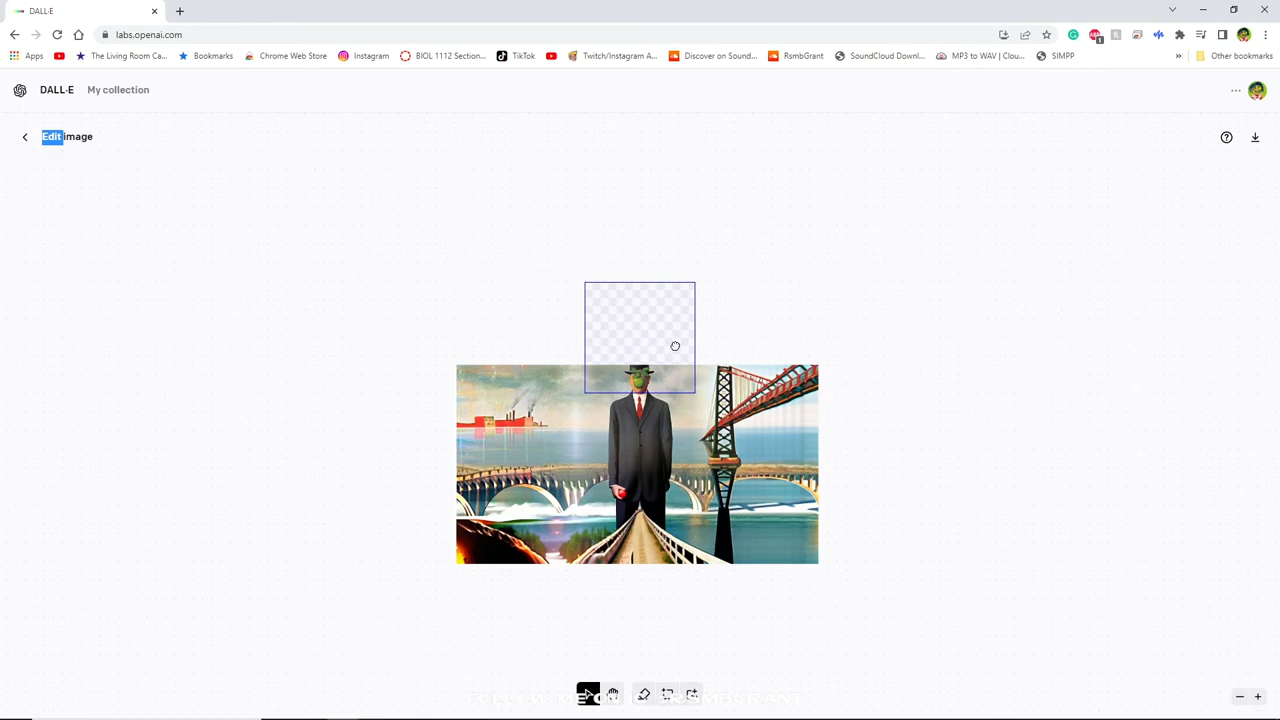 DALL·E
labs.openai.com
1
Apps
The Living Room Ca...
Bookmarks
Chrome Web Store
Instagram
BIOL 1112 Section...
TikTok
Twitch/Instagram A...
Discover on Sound...
RsmbGrant
SoundCloud Downl...
MP3 to WAV | Clou...
SIMPP
»
Other bookmarks
DALL·E
My collection
Edit image